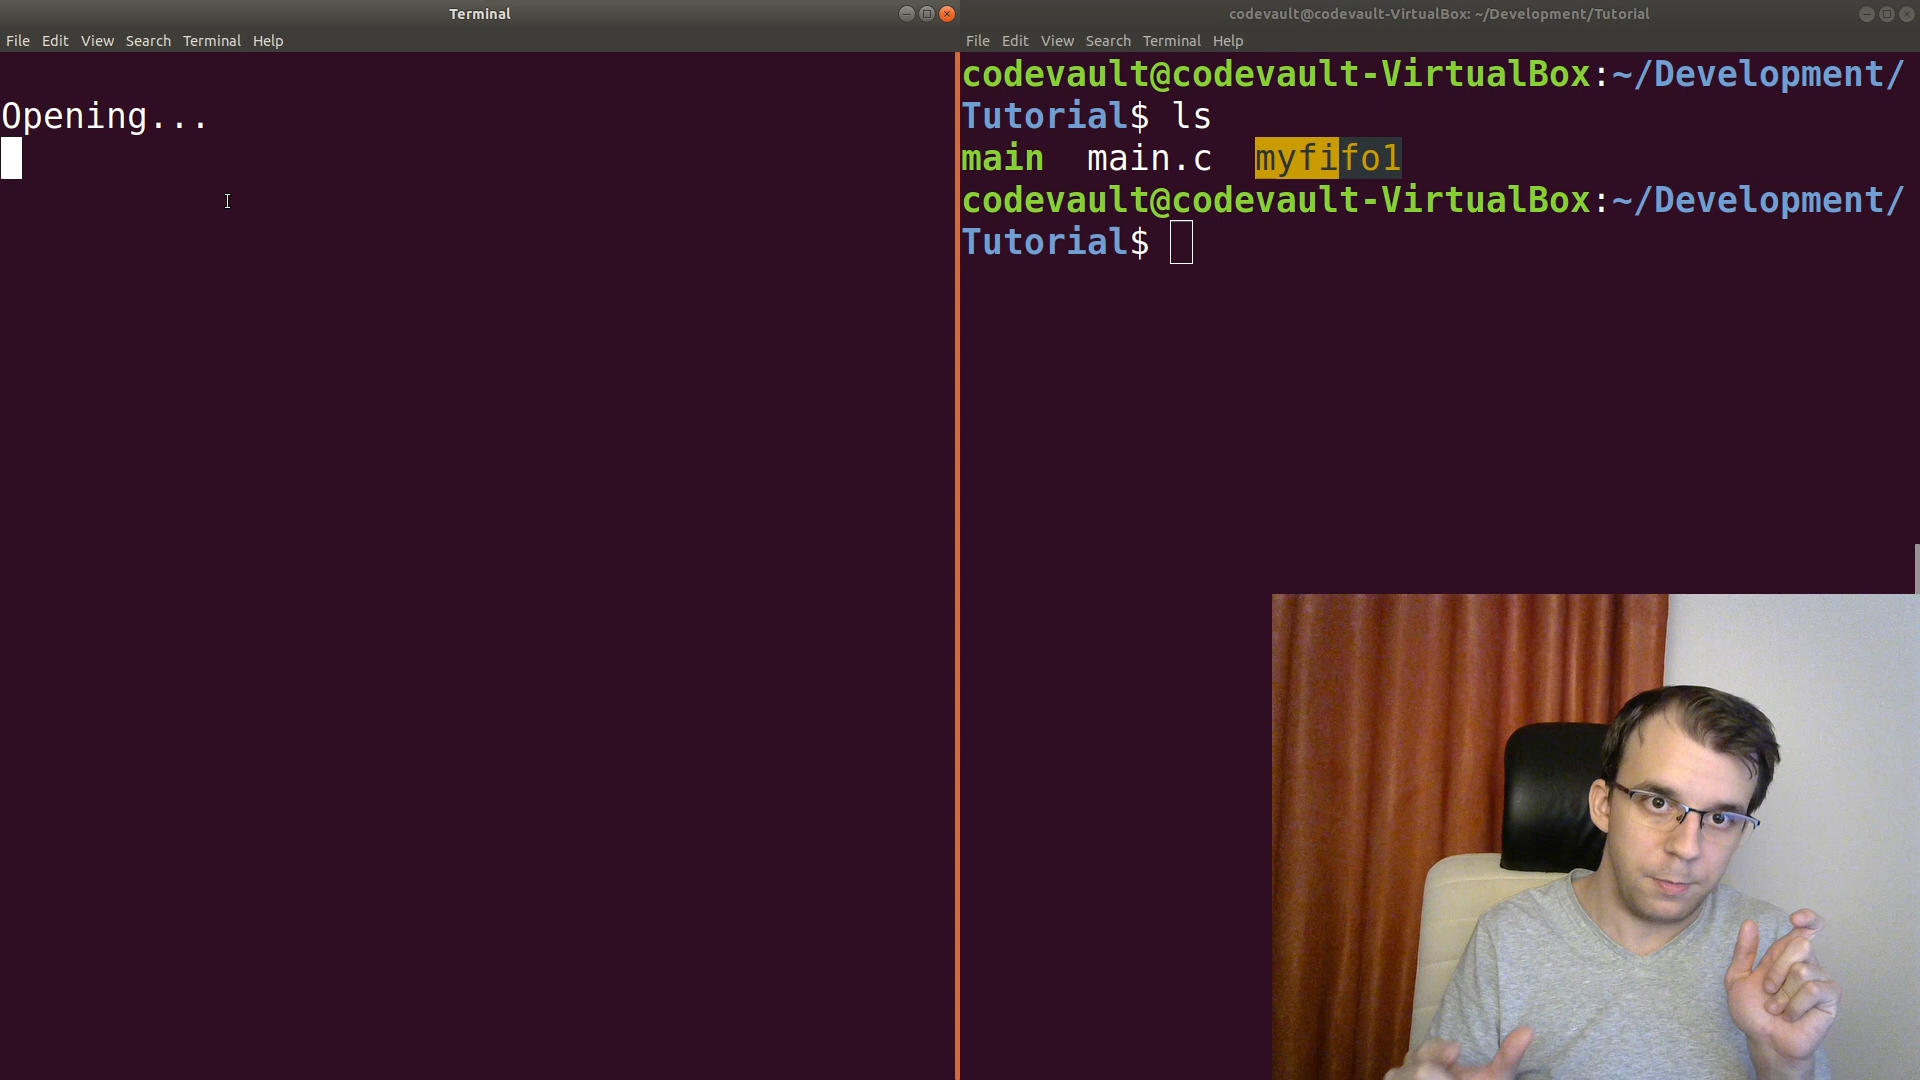 Terminal
File Edit View Search Terminal Help
Opening...
codevault@codevault-VirtualBox: ~/Development/Tutorial
File Edit View Search Terminal Help
codevault@codevault-VirtualBox:~/Development/
Tutorial$ ls
main main.c myfifo1
codevault@codevault-VirtualBox:~/Development/
Tutorial$